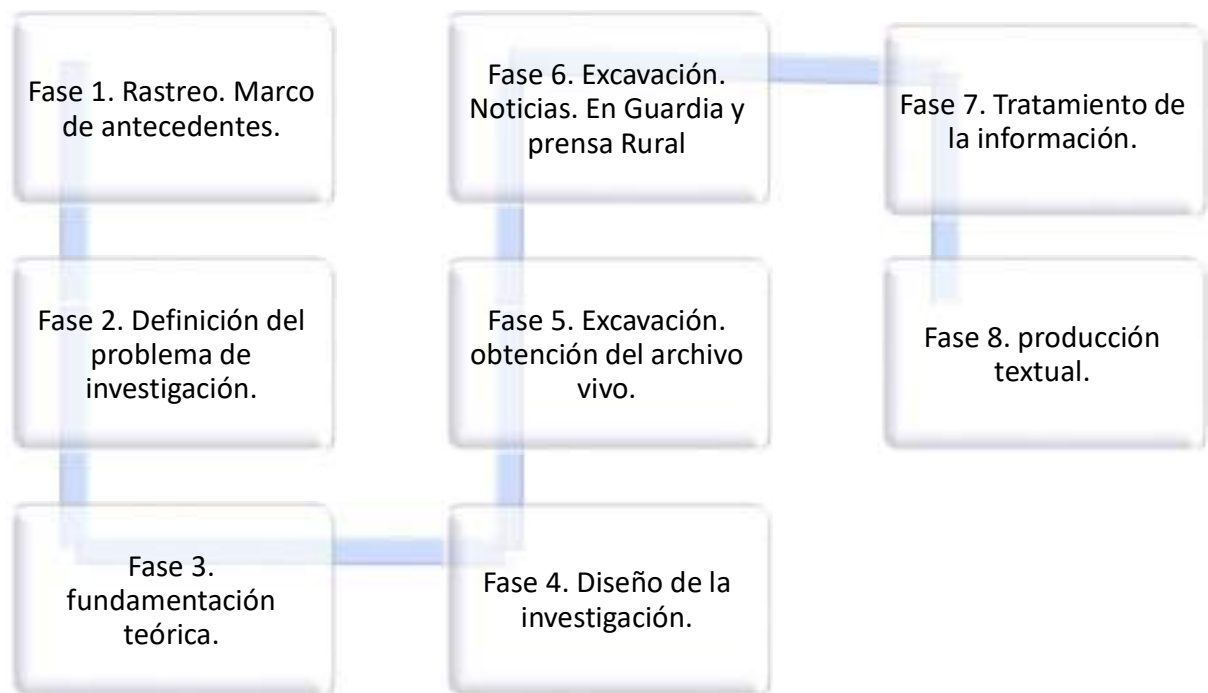 Fase 1. Rastreo. Marco
de antecedentes.
Fase 2. Definición del
problema de
investigación.
Fase 3.
fundamentación
teórica.
Fase 4. Diseño de la
investigación.
Fase 5. Excavación.
obtención del archivo
vivo.
Fase 6. Excavación.
Noticias. En Guardia y
prensa Rural
Fase 7. Tratamiento de
la información.
Fase 8. producción
textual.